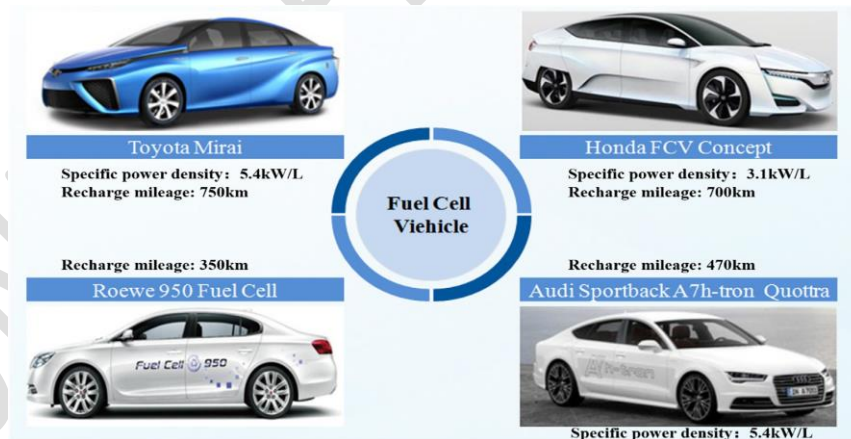 Toyota Mirai
Specific power density: 5.4kW/L
Recharge mileage: 750km
Honda FCV Concept
Specific power density: 3.1kW/L
Recharge mileage: 700km
Fuel Cell
Viehicle
Recharge mileage: 350km
Roewe 950 Fuel Cell
Fuel Cell 950
Recharge mileage: 470km
Audi Sportback A7h-tron Quottra
h-tron
Specific power density: 5.4kW/L